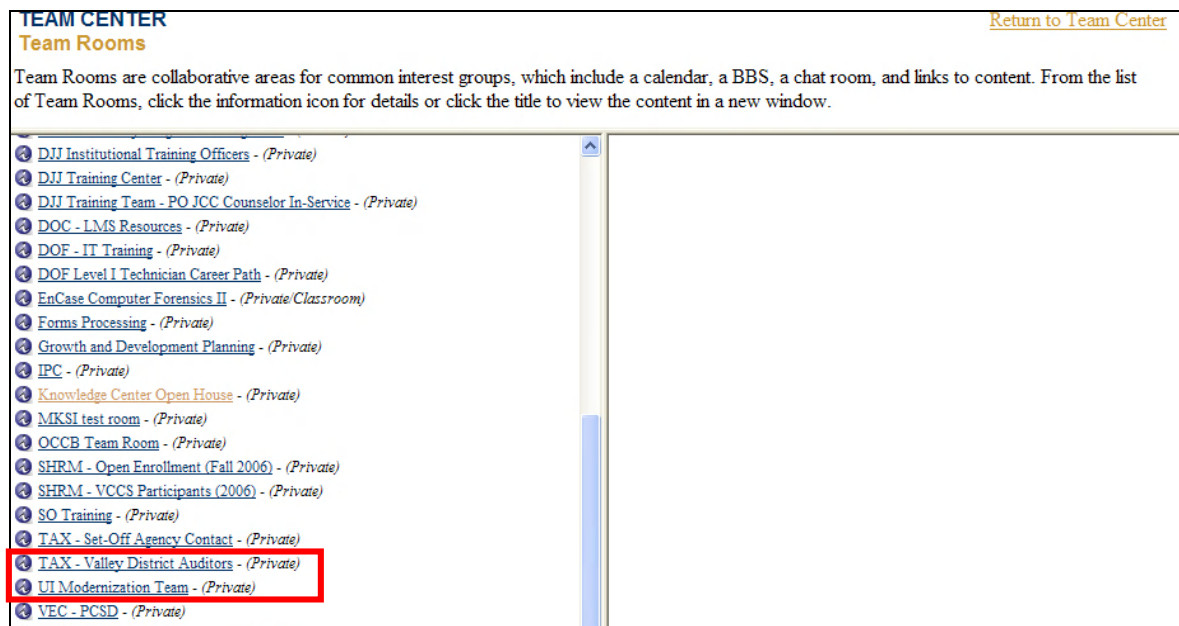 TEAM CENTER
Return to Team Center
Team Rooms
Team Rooms are collaborative areas for common interest groups, which include a calendar, a BBS, a chat room, and links to content. From the list
of Team Rooms, click the information icon for details or click the title to view the content in a new window.
DJJ Institutional Training Officers - (Private)
DJJ Training Center - (Private)
DJJ Training Team - PO JCC Counselor In-Service - (Private)
DOC - LMS Resources - (Private)
DOF - IT Training - (Private)
DOF Level I Technician Career Path - (Private)
EnCase Computer Forensics II - (Private/Classroom)
Forms Processing - (Private)
Growth and Development Planning - (Private)
IPC - (Private)
Knowledge Center Open House - (Private)
MKSI test room - (Private)
OCCB Team Room - (Private)
SHRM - Open Enrollment (Fall 2006) - (Private)
SHRM - VCCS Participants (2006) - (Private)
SO Training - (Private)
TAX - Set-Off Agency Contact - (Private)
TAX - Valley District Auditors - (Private)
UI Modernization Team - (Private)
VEC - PCSD - (Private)